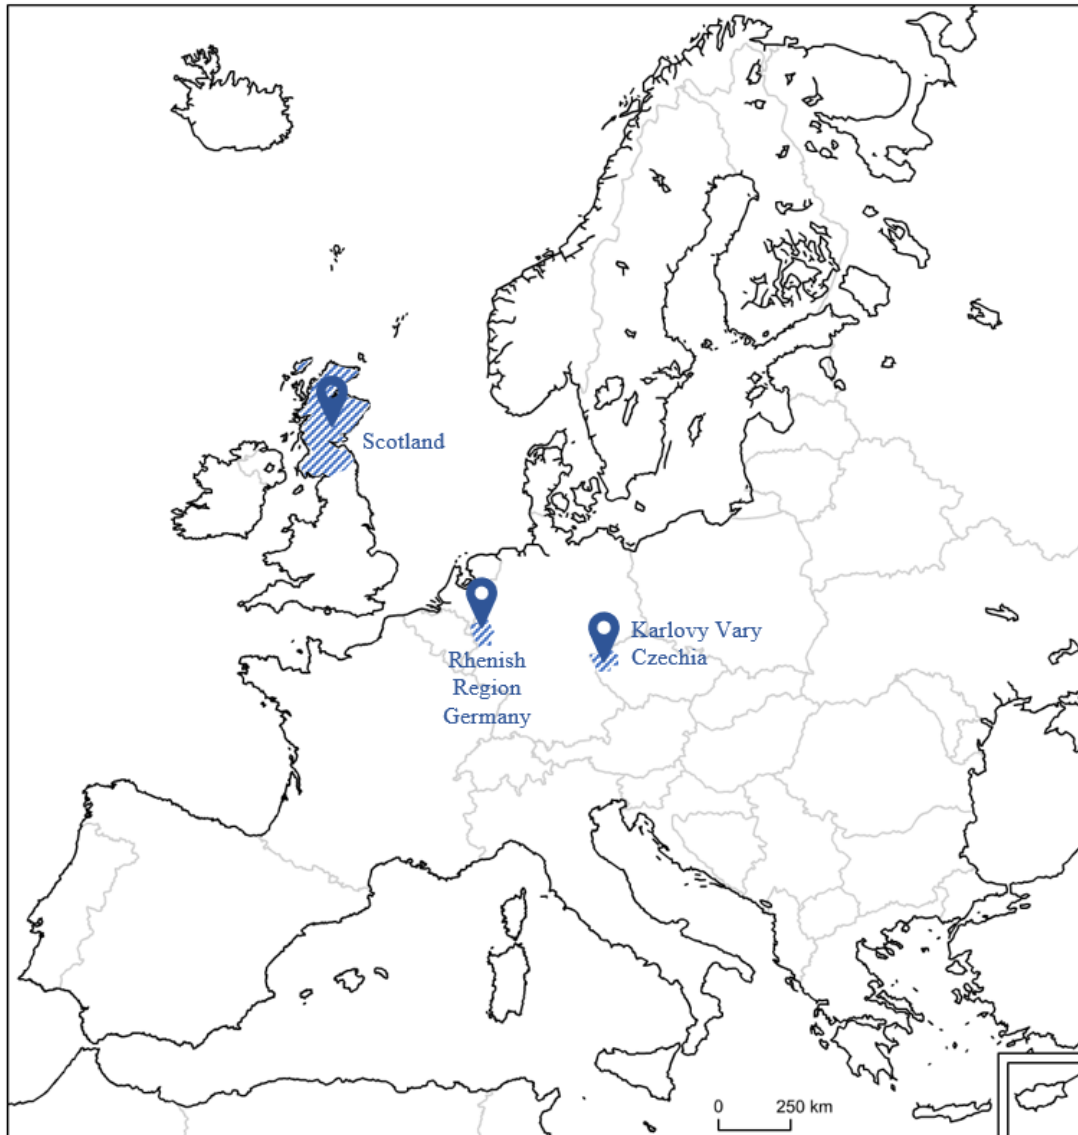 Scotland
Karlovy Vary
Czechia
Rhenish
Region
Germany
0 250 km